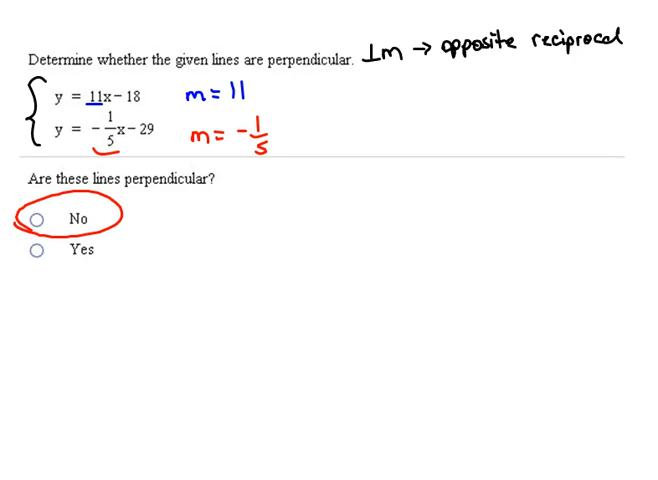 Determine whether the given lines are perpendicular. ⊥m → opposite reciprocal
y = 11x − 18 m = 11
y = −1/5x − 29 m = −1/5
Are these lines perpendicular?
No
Yes